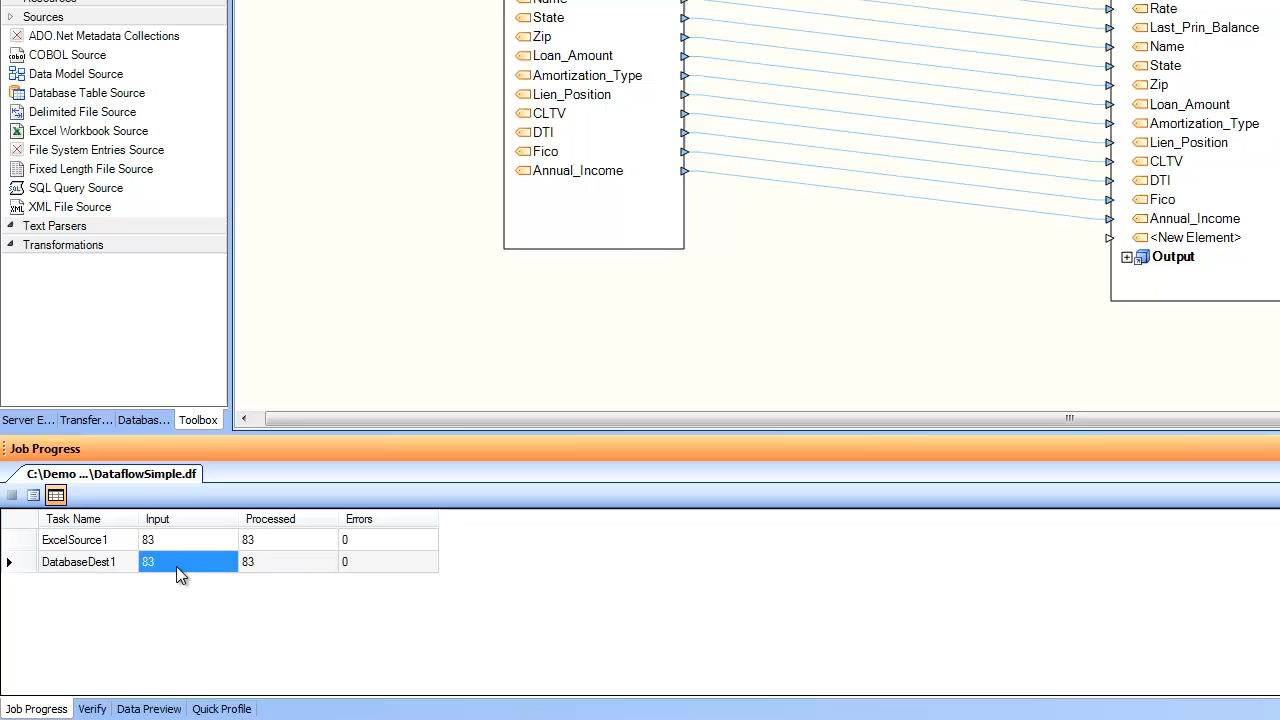 Sources
ADO.Net Metadata Collections
COBOL Source
Data Model Source
Database Table Source
Delimited File Source
Excel Workbook Source
File System Entries Source
Fixed Length File Source
SQL Query Source
XML File Source
Text Parsers
Transformations
Server E... Transfer... Databas... Toolbox
State
Zip
Loan_Amount
Amortization_Type
Lien_Position
CLTV
DTI
Fico
Annual_Income
Rate
Last_Prin_Balance
Name
State
Zip
Loan_Amount
Amortization_Type
Lien_Position
CLTV
DTI
Fico
Annual_Income
<New Element>
Output
Job Progress
C:\Demo ...\DataflowSimple.df
Task Name Input Processed Errors
ExcelSource1 83 83 0
DatabaseDest1 83 83 0
Job Progress Verify Data Preview Quick Profile